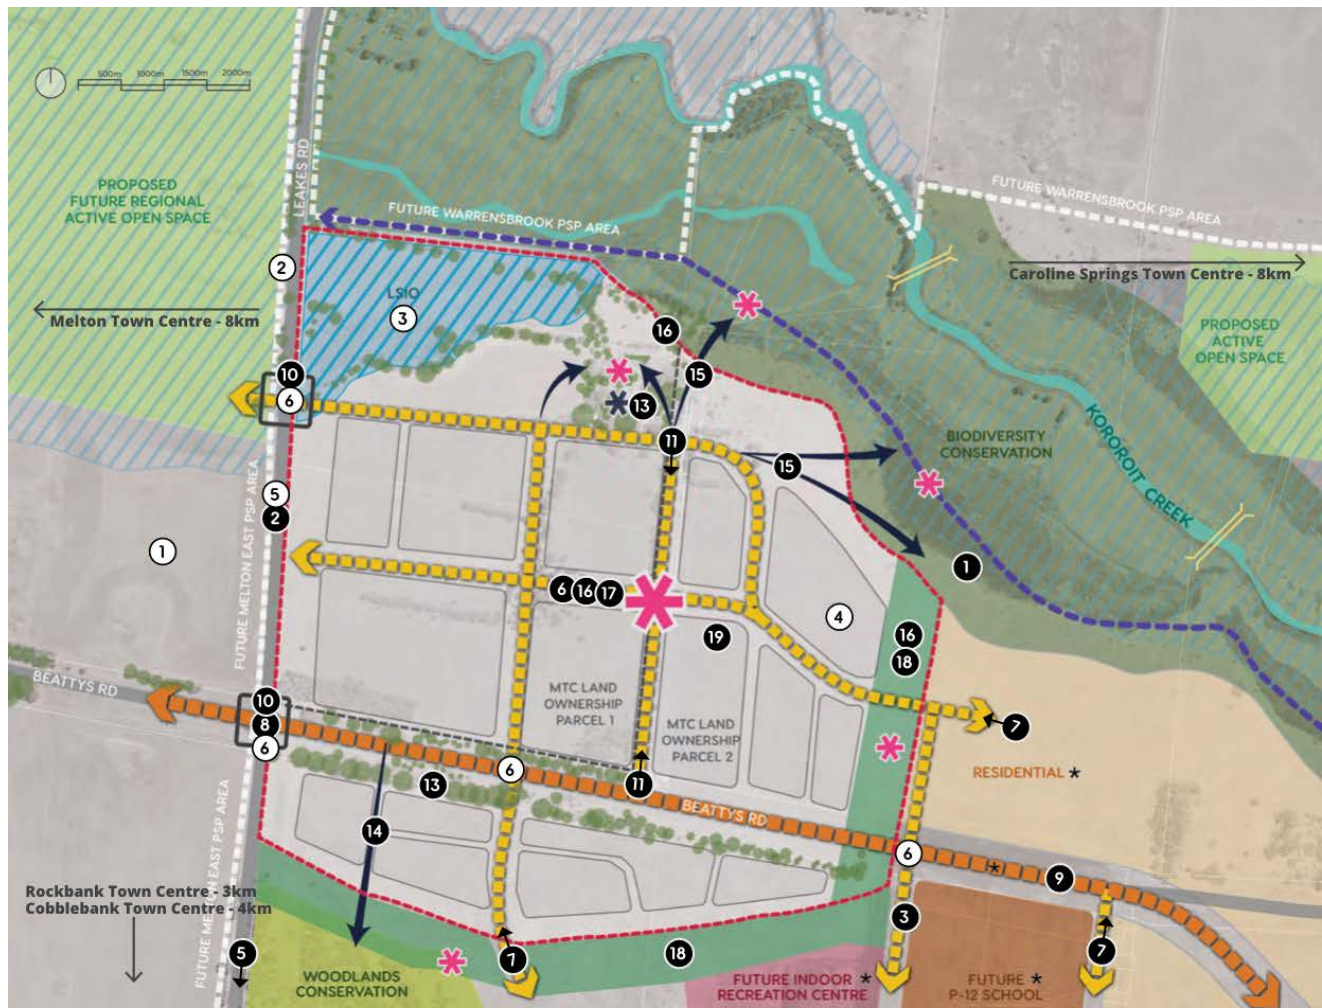 500m 1000m 1500m 2000m
LEAKES RD
PROPOSED
FUTURE REGIONAL
ACTIVE OPEN SPACE
FUTURE WARRENSBROOK PSP AREA
FUTURE WARRENSBROOK PSP AREA
Caroline Springs Town Centre - 8km
2
Melton Town Centre - 8km
LSIO
3
PROPOSED
ACTIVE
OPEN SPACE
16
15
10
6
13
11
KOROROIT CREEK
BIODIVERSITY
CONSERVATION
15
5
2
FUTURE MELTON EAST PSP AREA
1
1
6 16 17
4
19
16
18
BEATTYS RD
10
8
6
MTC LAND
OWNERSHIP
PARCEL 1
MTC LAND
OWNERSHIP
PARCEL 2
7
RESIDENTIAL *
6
13
11
BEATTYS RD
14
6
*
9
FUTURE MELTON EAST PSP AREA
Rockbank Town Centre - 3km
Cobblebank Town Centre - 4km
3
5
7
18
7
WOODLANDS
CONSERVATION
FUTURE INDOOR *
RECREATION CENTRE
FUTURE *
P-12 SCHOOL